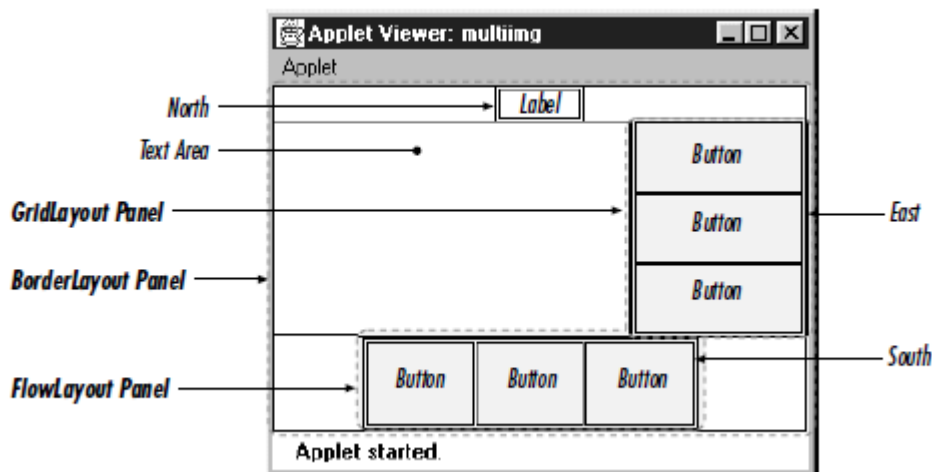 Applet Viewer: multiimg
Applet
North
Label
Text Area
Button
GridLayout Panel
Button
East
BorderLayout Panel
Button
South
FlowLayout Panel
Button
Button
Button
Applet started.